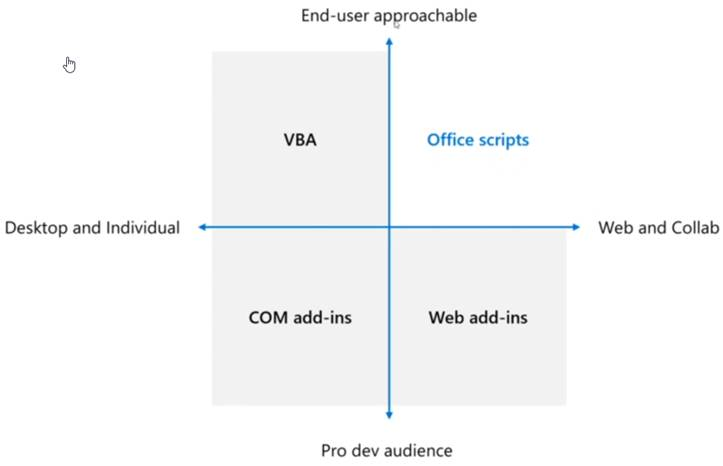 End-user approachable
VBA
Office scripts
Desktop and Individual
Web and Collab
COM add-ins
Web add-ins
Pro dev audience